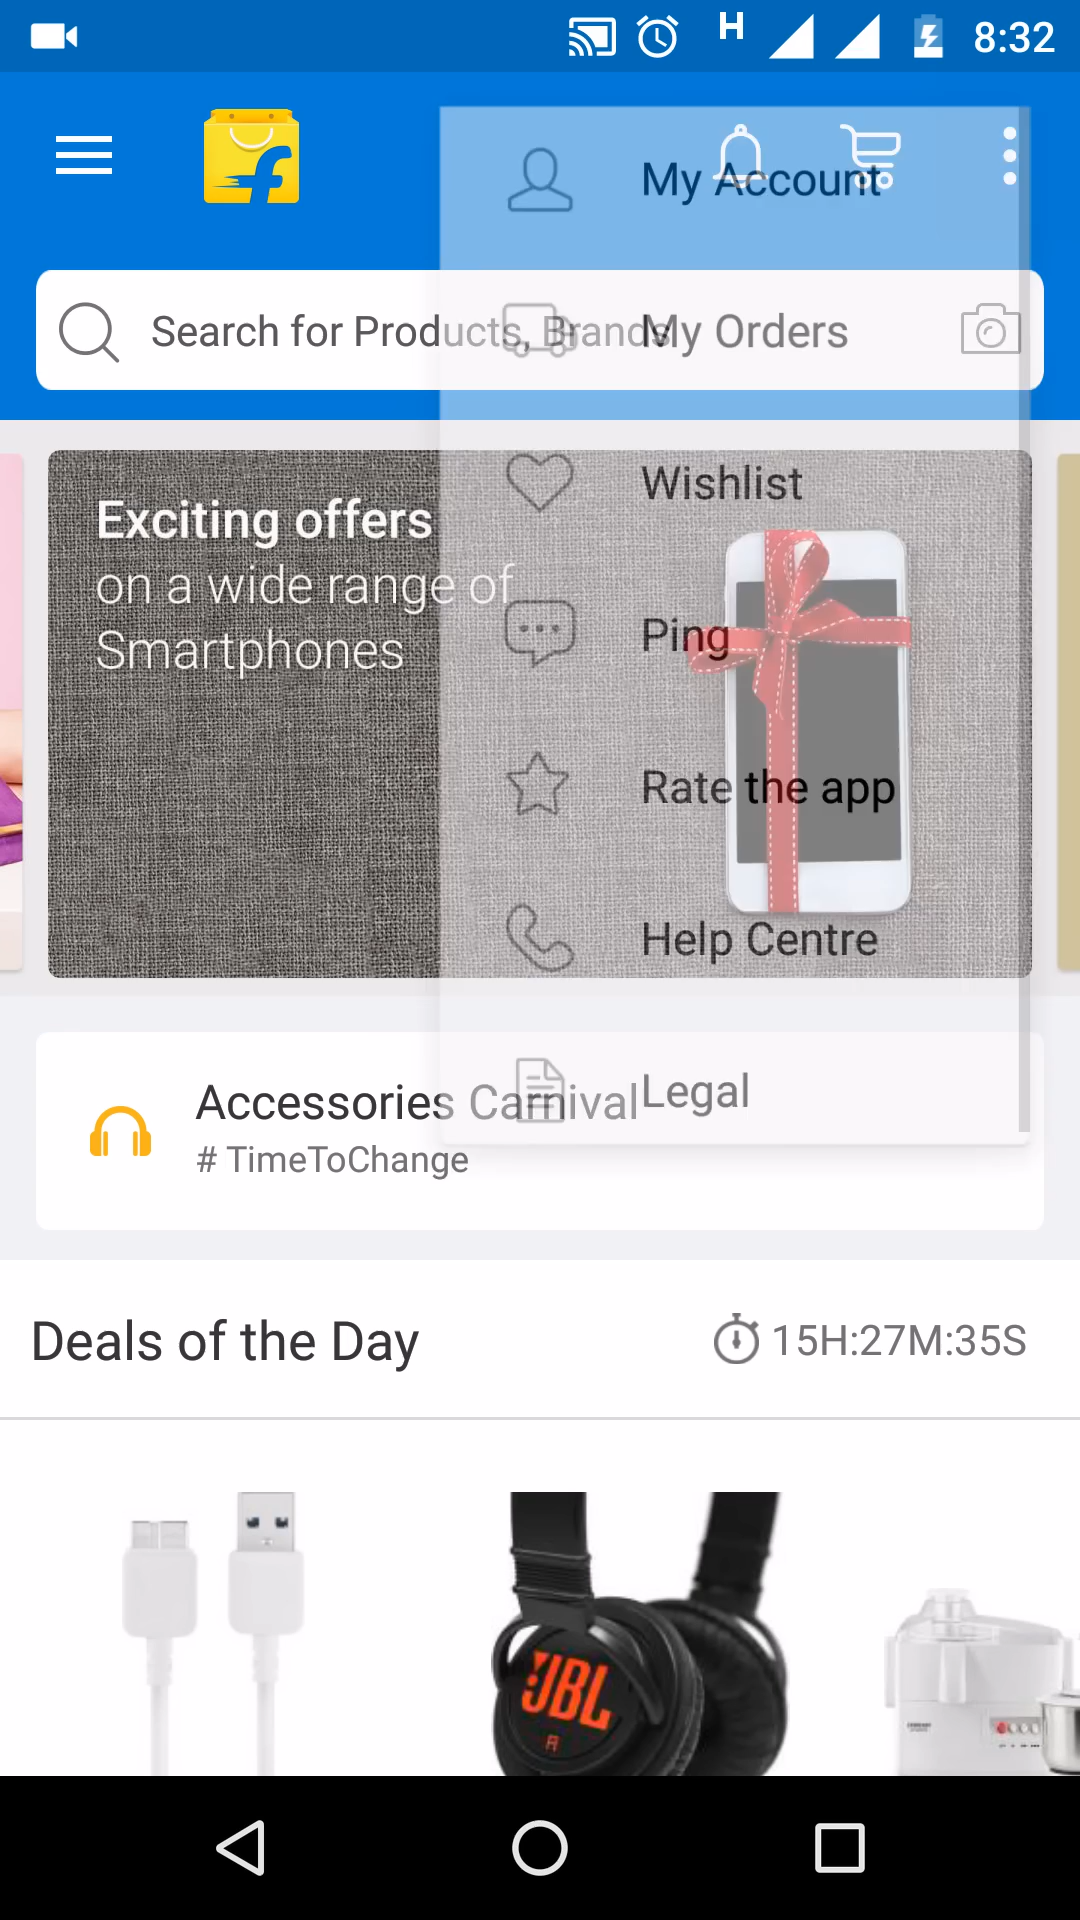 H 8:32
My Account
Search for Products, Brands
My Orders
Wishlist
Exciting offers
on a wide range of
Smartphones
Ping
Rate the app
Help Centre
Legal
Accessories Carnival
# TimeToChange
Deals of the Day
15H:27M:35S
JBL